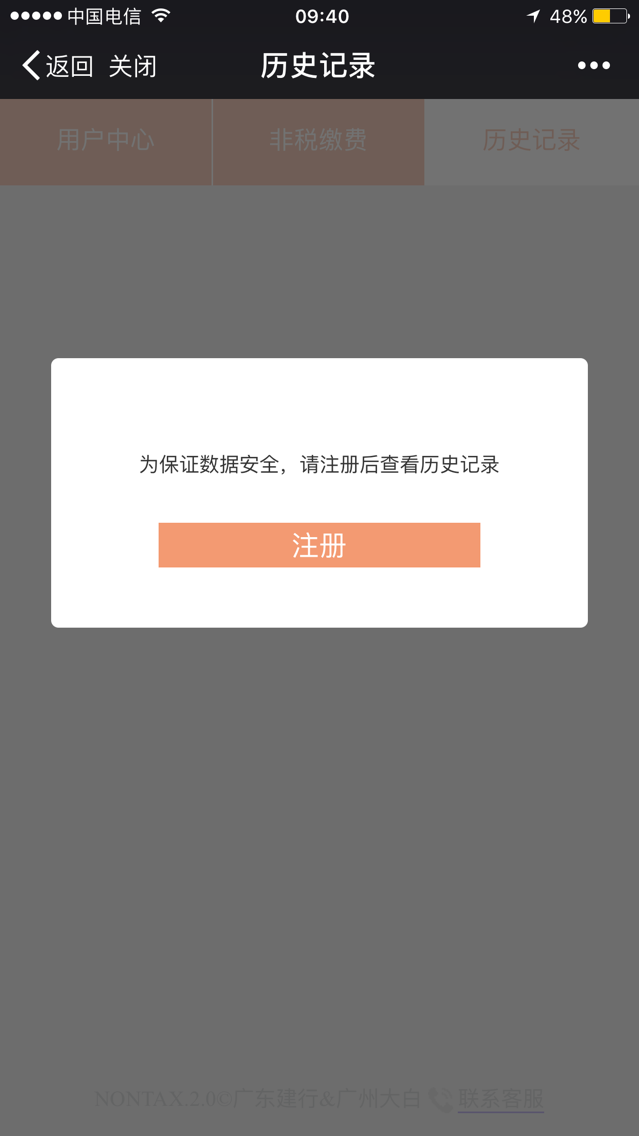 中国电信 09:40 48%
返回 关闭 历史记录
用户中心 非税缴费 历史记录
为保证数据安全，请注册后查看历史记录
注册
NONTAX.2.0©广东建行&广州大白 联系客服